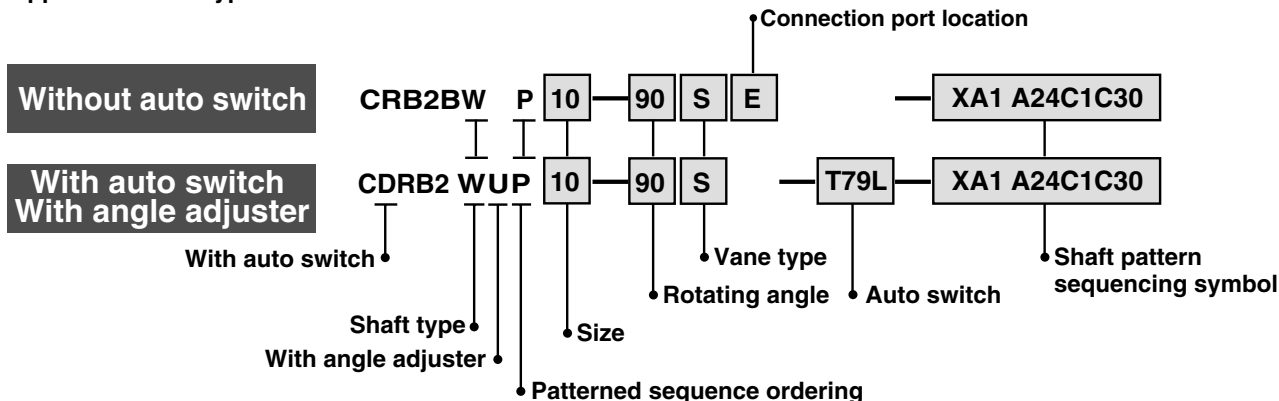 Connection port location
Without auto switch CRB2BW P 10 — 90 S E — XA1 A24C1C30
With auto switch
With angle adjuster
CDRB2 W U P 10 — 90 S — T79L — XA1 A24C1C30
With auto switch
Vane type
Shaft pattern
sequencing symbol
Rotating angle
Auto switch
Shaft type
Size
With angle adjuster
Patterned sequence ordering